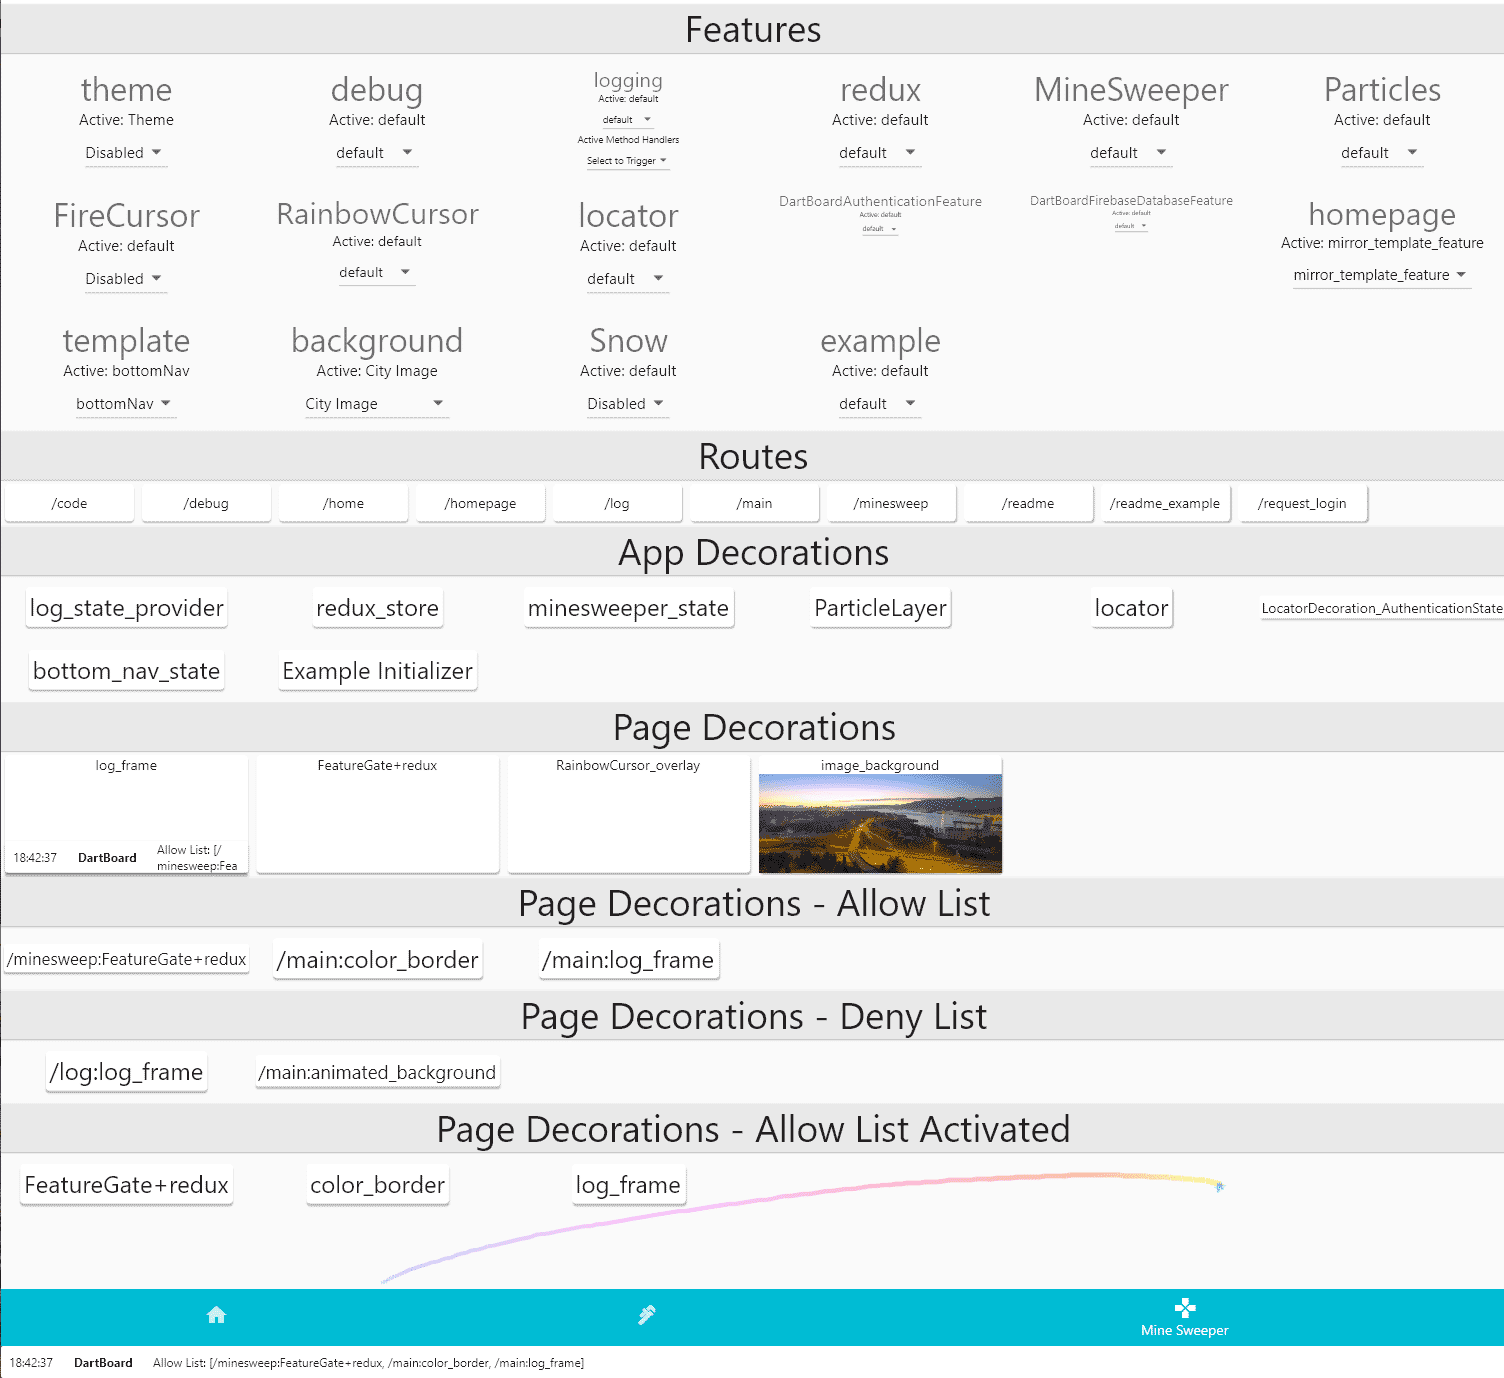 Features
theme
Active: Theme
Disabled
debug
Active: default
default
logging
Active: default
default
Active Method Handlers
Select to Trigger
redux
Active: default
default
MineSweeper
Active: default
default
Particles
Active: default
default
FireCursor
Active: default
Disabled
RainbowCursor
Active: default
default
locator
Active: default
default
DartBoardAuthenticationFeature
Active: default
default
DartBoardFirebaseDatabaseFeature
Active: default
default
homepage
Active: mirror_template_feature
mirror_template_feature
template
Active: bottomNav
bottomNav
background
Active: City Image
City Image
Snow
Active: default
Disabled
example
Active: default
default
Routes
/code
/debug
/home
/homepage
/log
/main
/minesweep
/readme
/readme_example
/request_login
App Decorations
log_state_provider
redux_store
minesweeper_state
ParticleLayer
locator
LocatorDecoration_AuthenticationState
bottom_nav_state
Example Initializer
Page Decorations
log_frame
18:42:37 DartBoard Allow List: [/
minesweep:Fea
FeatureGate+redux
RainbowCursor_overlay
image_background
Page Decorations - Allow List
/minesweep:FeatureGate+redux
/main:color_border
/main:log_frame
Page Decorations - Deny List
/log:log_frame
/main:animated_background
Page Decorations - Allow List Activated
FeatureGate+redux
color_border
log_frame
Mine Sweeper
18:42:37 DartBoard Allow List: [/minesweep:FeatureGate+redux, /main:color_border, /main:log_frame]